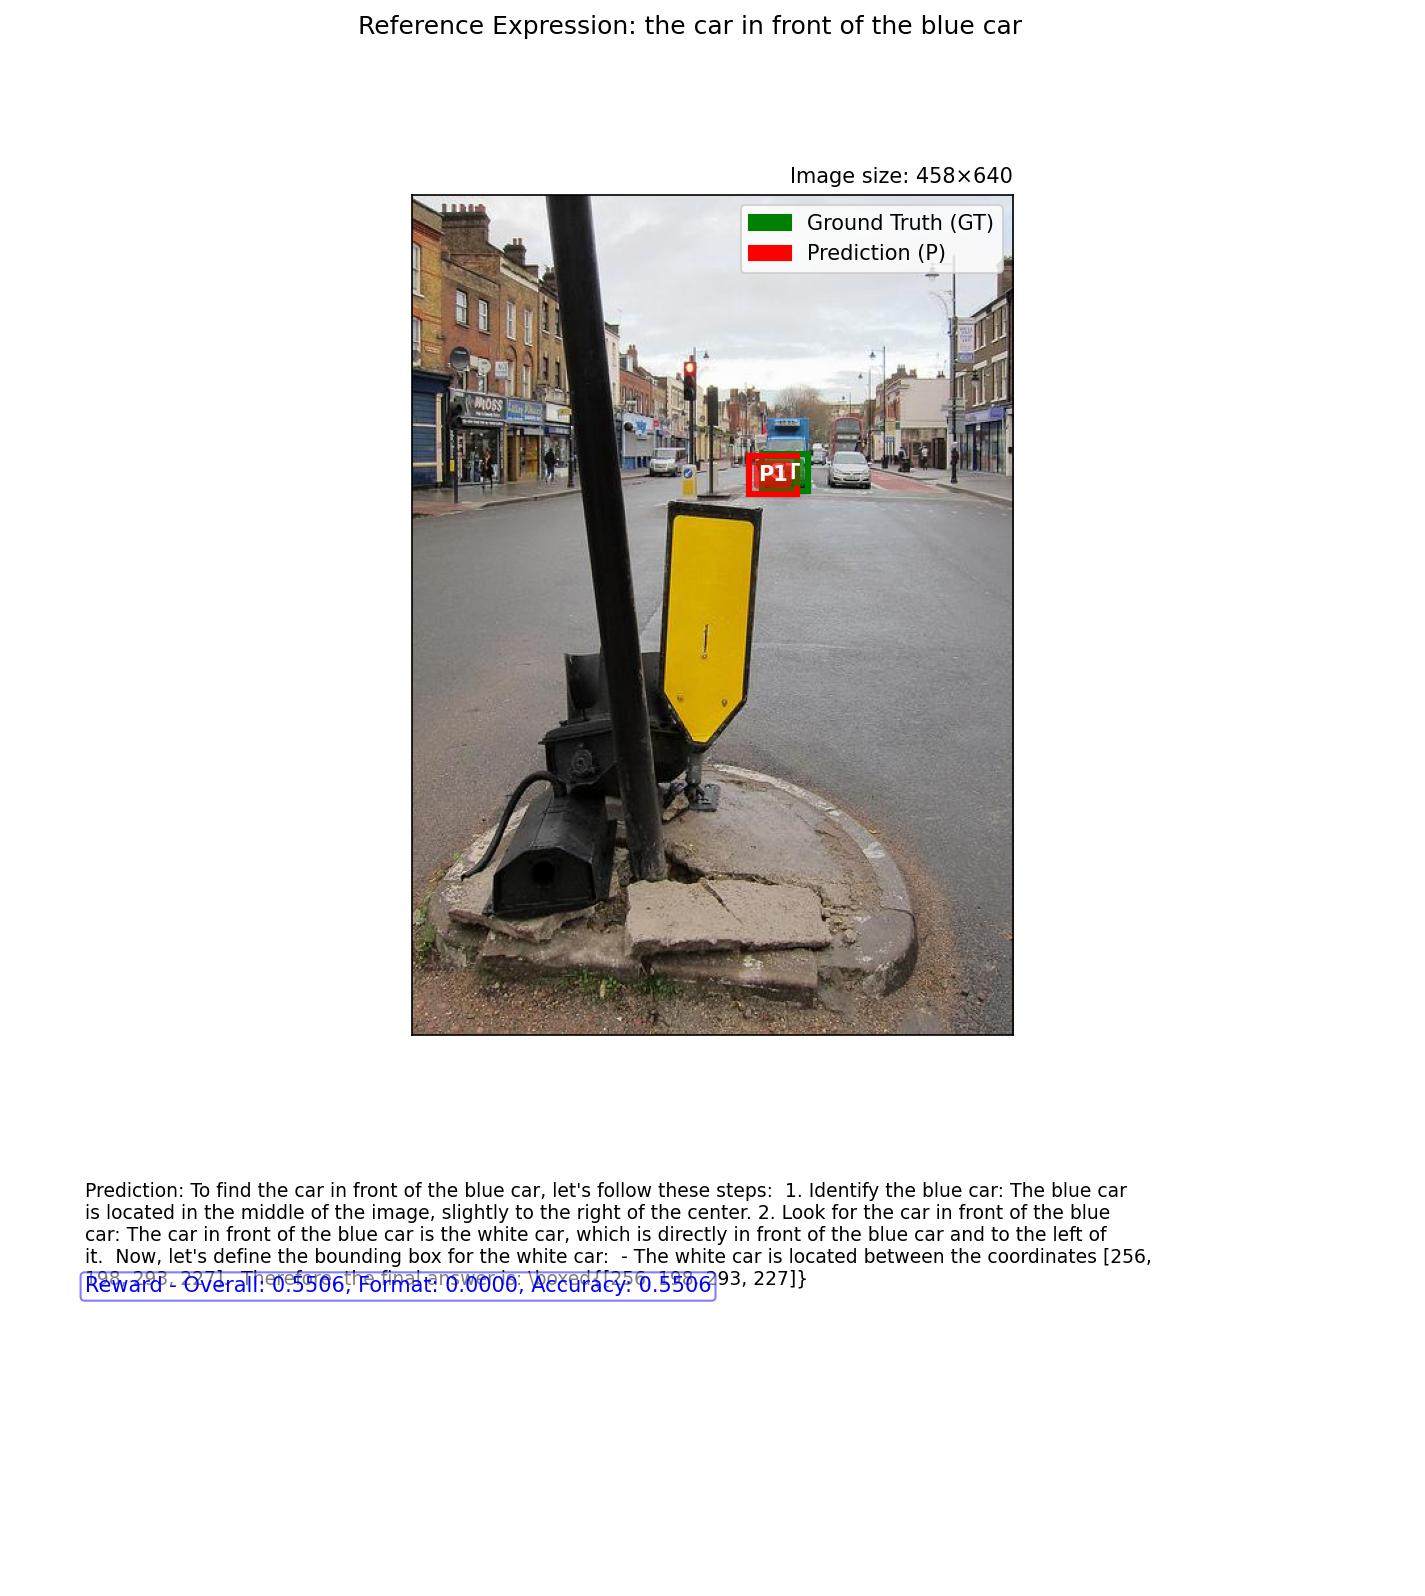 Reference Expression: the car in front of the blue car
Image size: 458×640
Ground Truth (GT)
Prediction (P)
MOSS
P1
Prediction: To find the car in front of the blue car, let's follow these steps:  1. Identify the blue car: The blue car
is located in the middle of the image, slightly to the right of the center. 2. Look for the car in front of the blue
car: The car in front of the blue car is the white car, which is directly in front of the blue car and to the left of
it.  Now, let's define the bounding box for the white car:  - The white car is located between the coordinates [256,
198, 293, 227].  Therefore, the final answer is: \boxed{[256, 198, 293, 227]}
Reward - Overall: 0.5506, Format: 0.0000, Accuracy: 0.5506